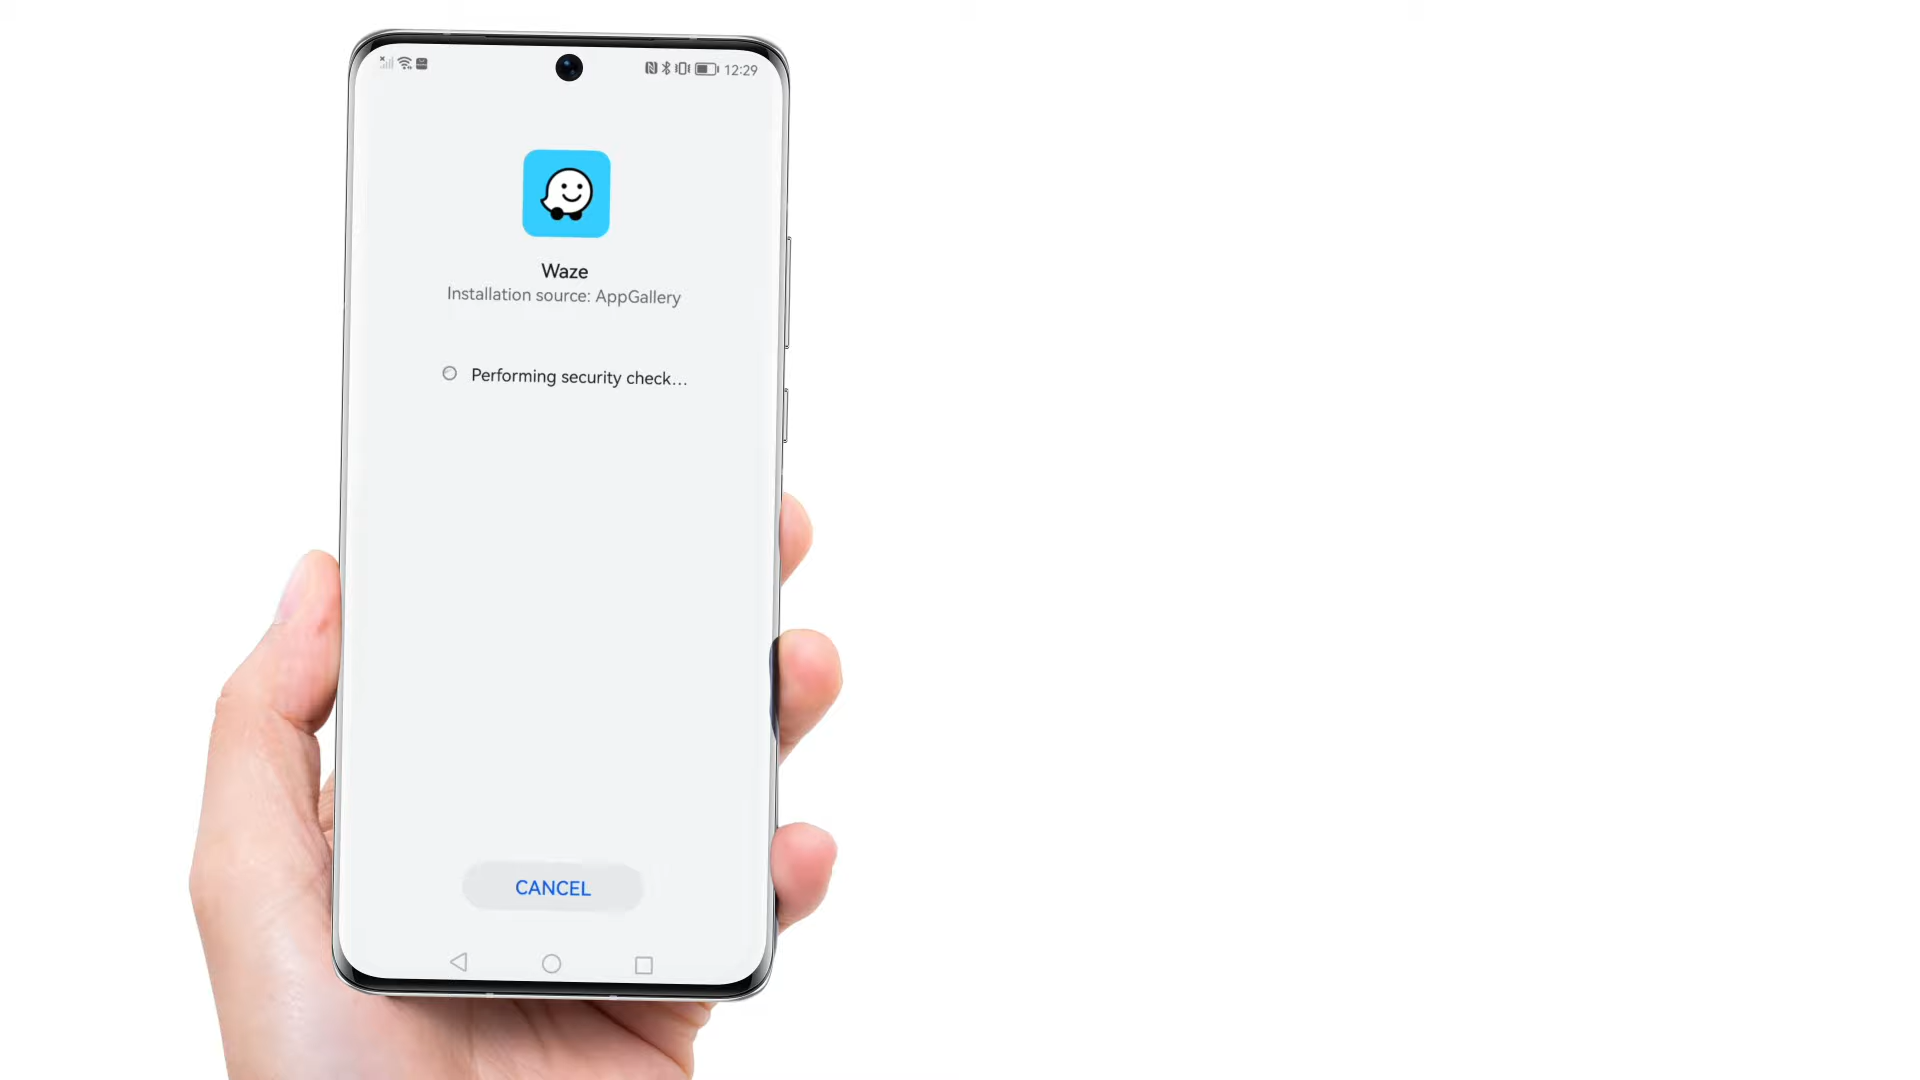 12:29
Waze
Installation source: AppGallery
Performing security check...
CANCEL